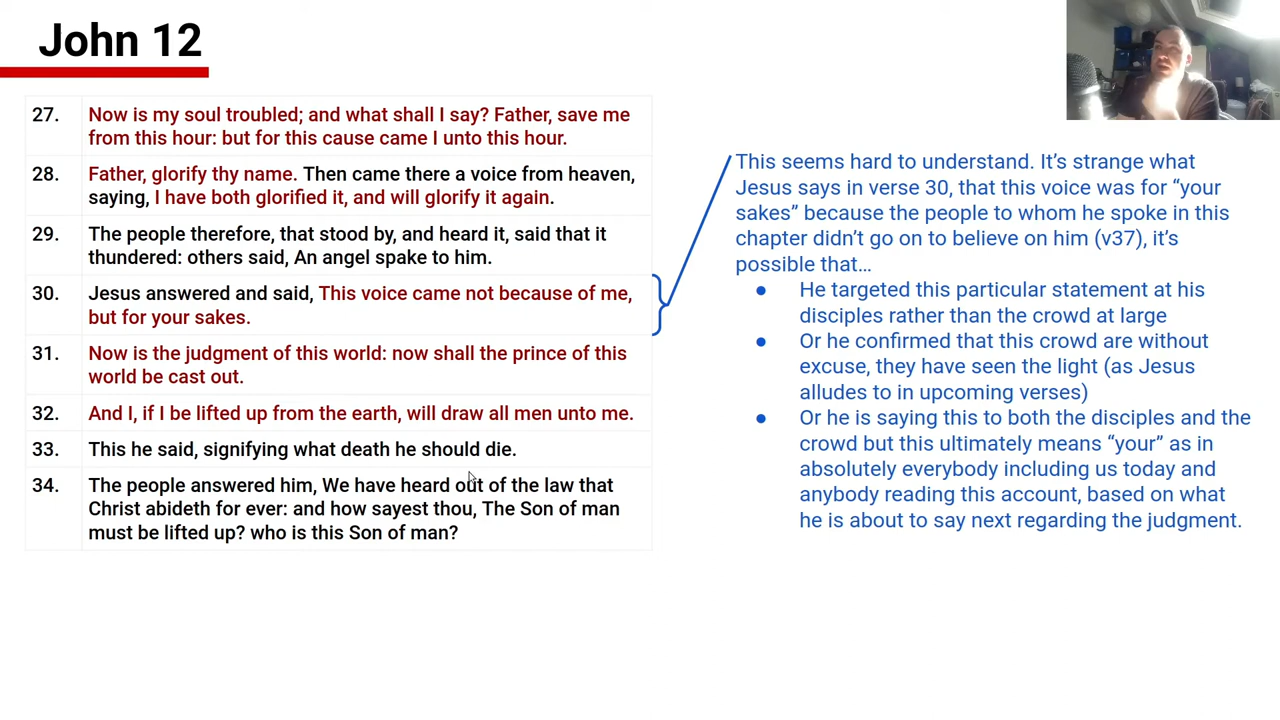 John 12
27. Now is my soul troubled; and what shall I say? Father, save me
from this hour: but for this cause came I unto this hour.
28. Father, glorify thy name. Then came there a voice from heaven,
saying, I have both glorified it, and will glorify it again.
29. The people therefore, that stood by, and heard it, said that it
thundered: others said, An angel spake to him.
30. Jesus answered and said, This voice came not because of me,
but for your sakes.
31. Now is the judgment of this world: now shall the prince of this
world be cast out.
32. And I, if I be lifted up from the earth, will draw all men unto me.
33. This he said, signifying what death he should die.
34. The people answered him, We have heard out of the law that
Christ abideth for ever: and how sayest thou, The Son of man
must be lifted up? who is this Son of man?
This seems hard to understand. It’s strange what
Jesus says in verse 30, that this voice was for “your
sakes” because the people to whom he spoke in this
chapter didn’t go on to believe on him (v37), it’s
possible that…
● He targeted this particular statement at his
disciples rather than the crowd at large
● Or he confirmed that this crowd are without
excuse, they have seen the light (as Jesus
alludes to in upcoming verses)
● Or he is saying this to both the disciples and the
crowd but this ultimately means “your” as in
absolutely everybody including us today and
anybody reading this account, based on what
he is about to say next regarding the judgment.